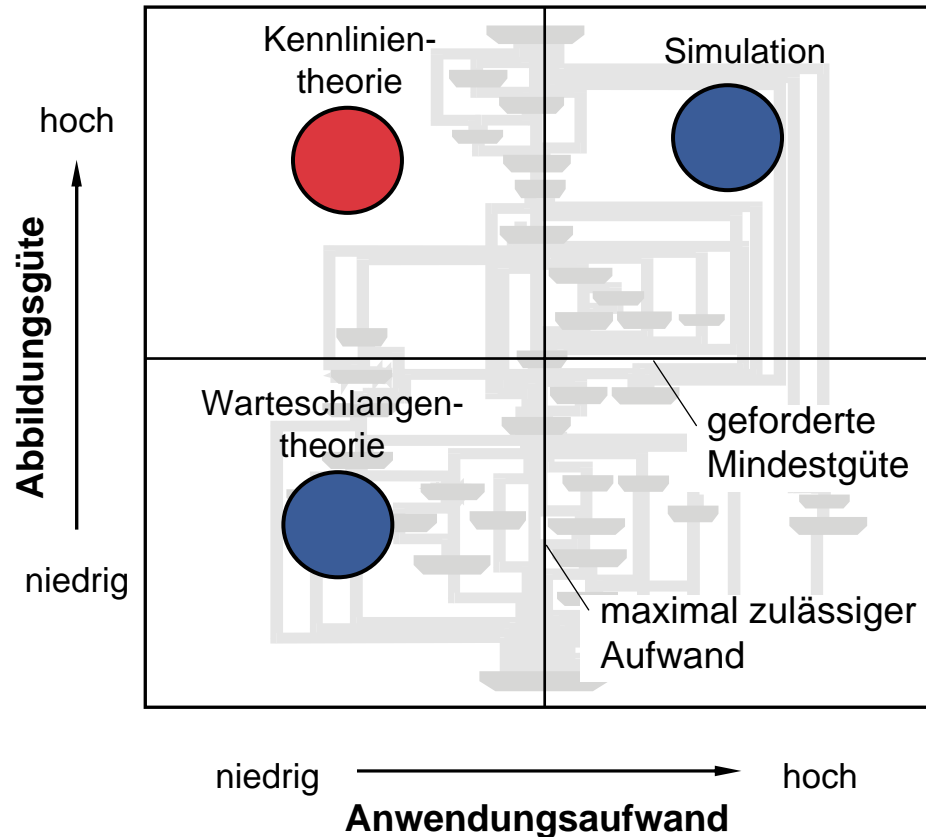 Kennlinien-
theorie
Simulation
hoch
Abbildungsgüte
Warteschlangen-
theorie
geforderte
Mindestgüte
niedrig
maximal zulässiger
Aufwand
niedrig
hoch
Anwendungsaufwand